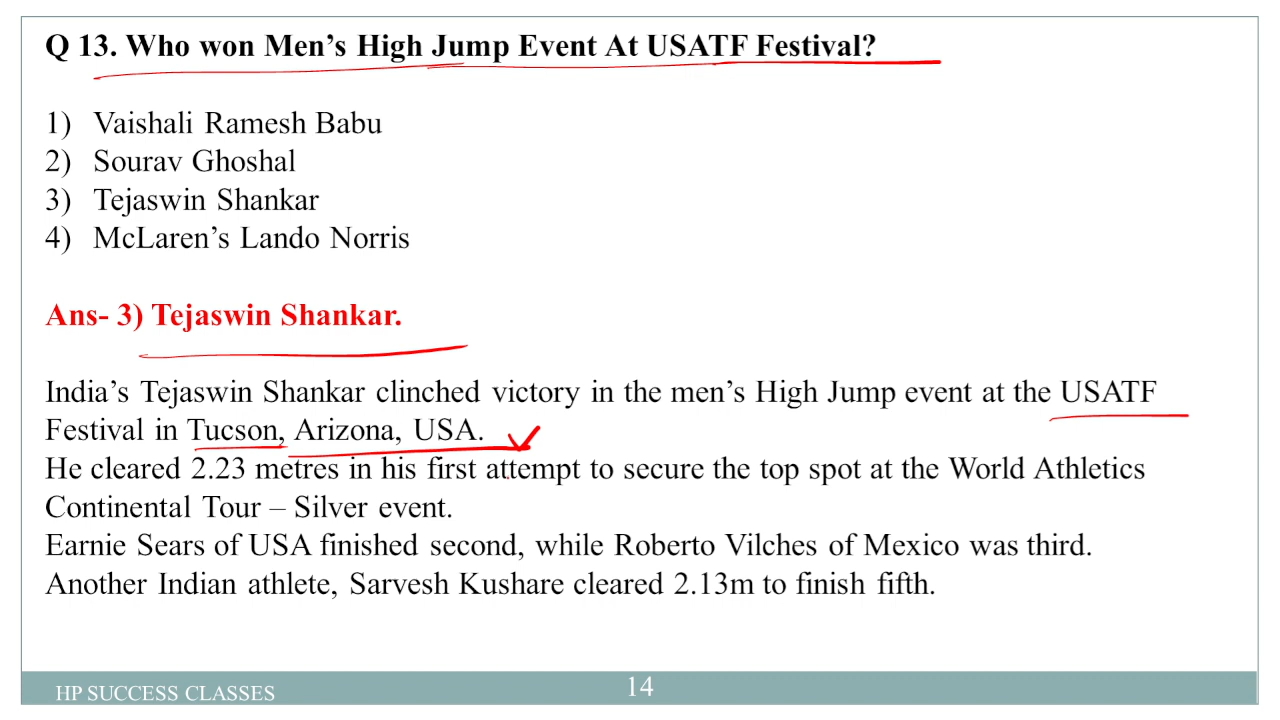 Q 13. Who won Men’s High Jump Event At USATF Festival?
1) Vaishali Ramesh Babu
2) Sourav Ghoshal
3) Tejaswin Shankar
4) McLaren’s Lando Norris
Ans- 3) Tejaswin Shankar.
India’s Tejaswin Shankar clinched victory in the men’s High Jump event at the USATF
Festival in Tucson, Arizona, USA.
He cleared 2.23 metres in his first attempt to secure the top spot at the World Athletics
Continental Tour – Silver event.
Earnie Sears of USA finished second, while Roberto Vilches of Mexico was third.
Another Indian athlete, Sarvesh Kushare cleared 2.13m to finish fifth.
HP SUCCESS CLASSES
14